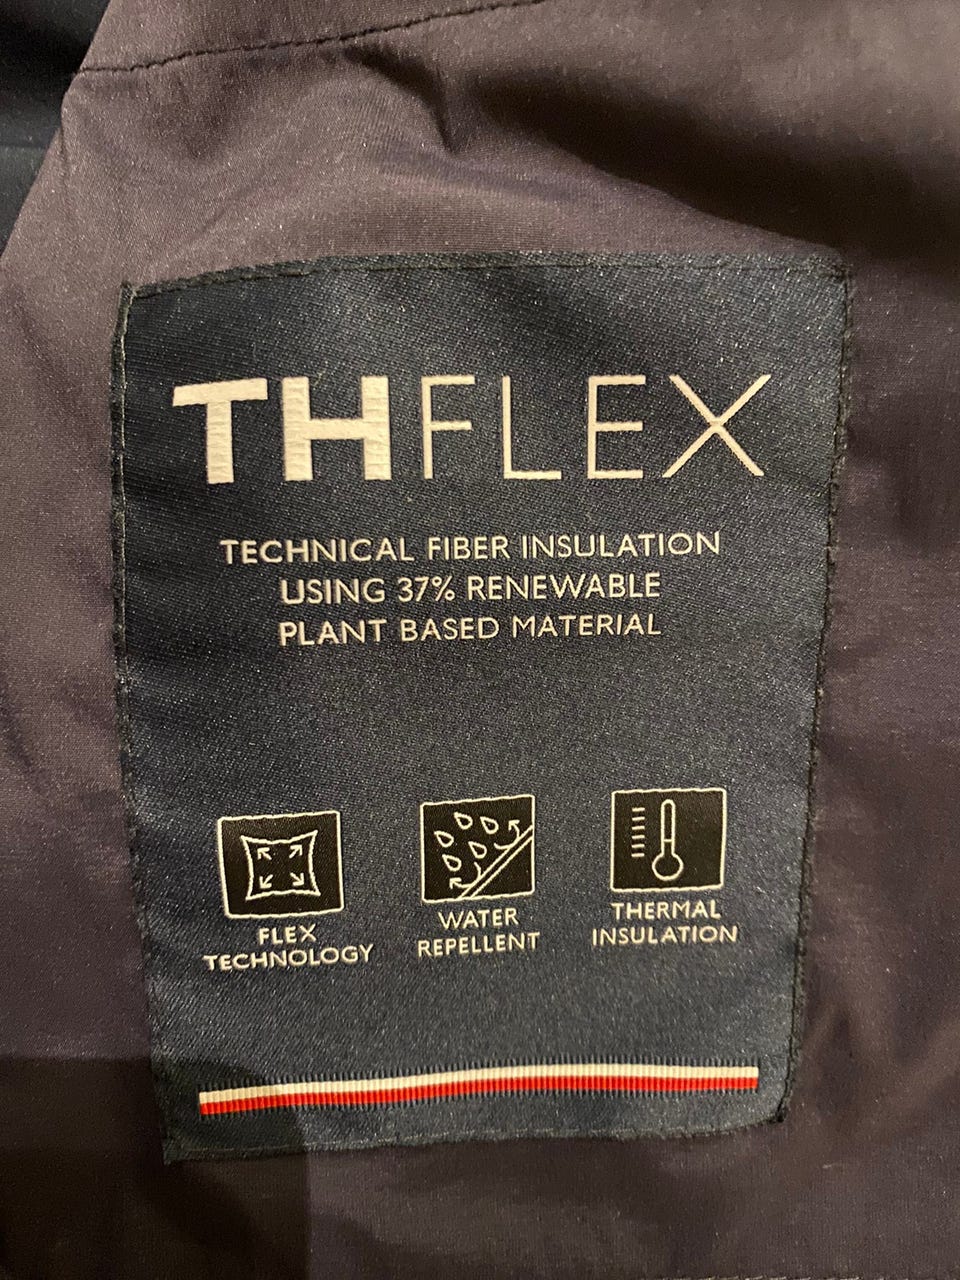 THFLEX
TECHNICAL FIBER INSULATION
USING 37% RENEWABLE
PLANT BASED MATERIAL
FLEX
TECHNOLOGY
WATER
REPELLENT
THERMAL
INSULATION